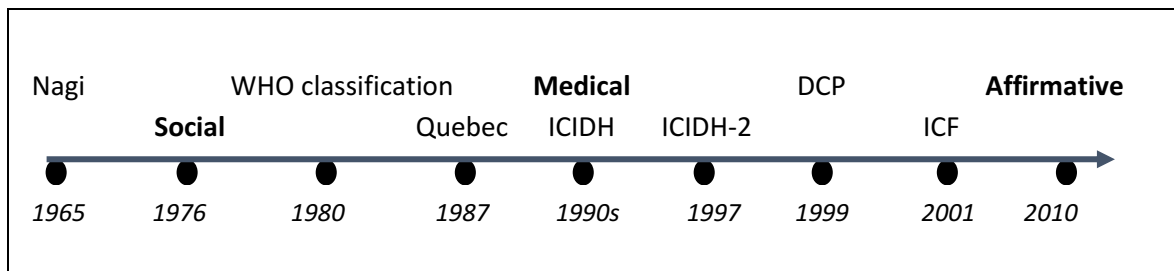 Nagi WHO classification Medical DCP Affirmative
Social Quebec ICIDH ICIDH-2 ICF
1965 1976 1980 1987 1990s 1997 1999 2001 2010